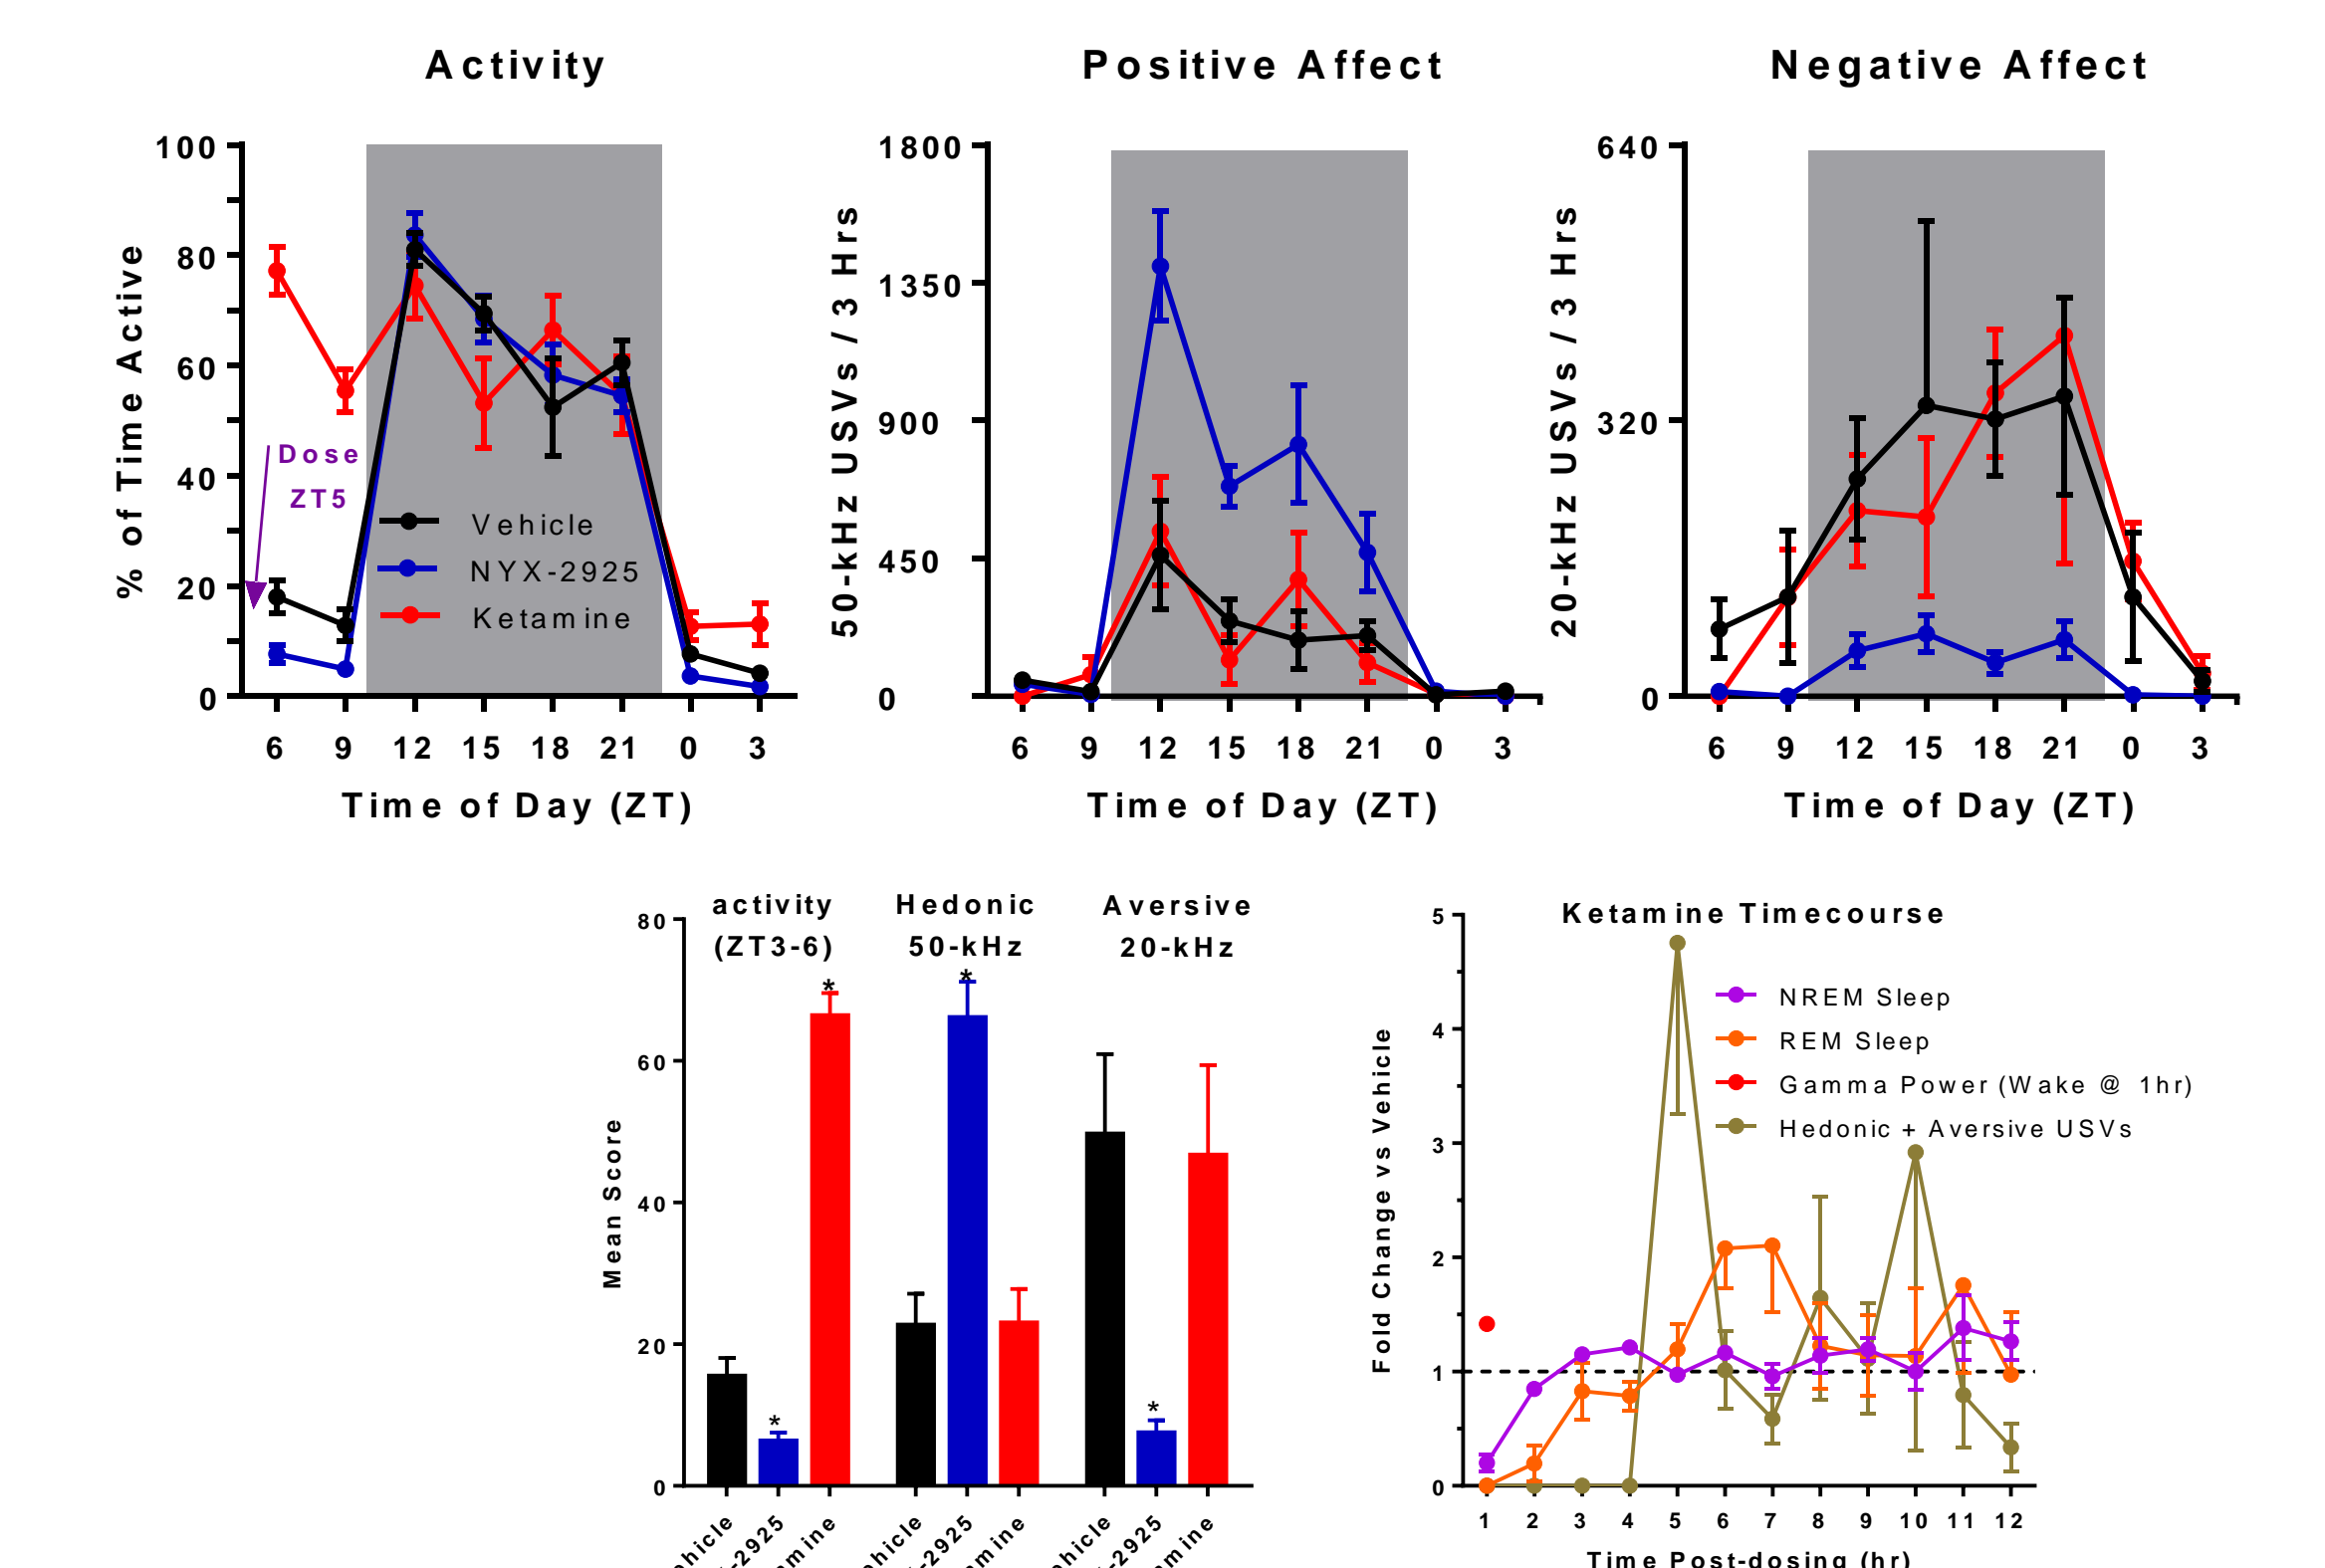 Activity
Positive Affect
Negative Affect
% of Time Active
100
80
60
40
20
0
Dose
ZT5
Vehicle
NYX-2925
Ketamine
6 9 12 15 18 21 0 3
Time of Day (ZT)
50-kHz USVs / 3 Hrs
1800
1350
900
450
0
6 9 12 15 18 21 0 3
Time of Day (ZT)
20-kHz USVs / 3 Hrs
640
320
0
6 9 12 15 18 21 0 3
Time of Day (ZT)
Mean Score
80
60
40
20
0
activity
(ZT3-6)
Hedonic
50-kHz
Aversive
20-kHz
*
*
*
*
Ketamine Timecourse
Fold Change vs Vehicle
5
4
3
2
1
0
NREM Sleep
REM Sleep
Gamma Power (Wake @ 1hr)
Hedonic + Aversive USVs
1 2 3 4 5 6 7 8 9 10 11 12
Time Post-dosing (hr)